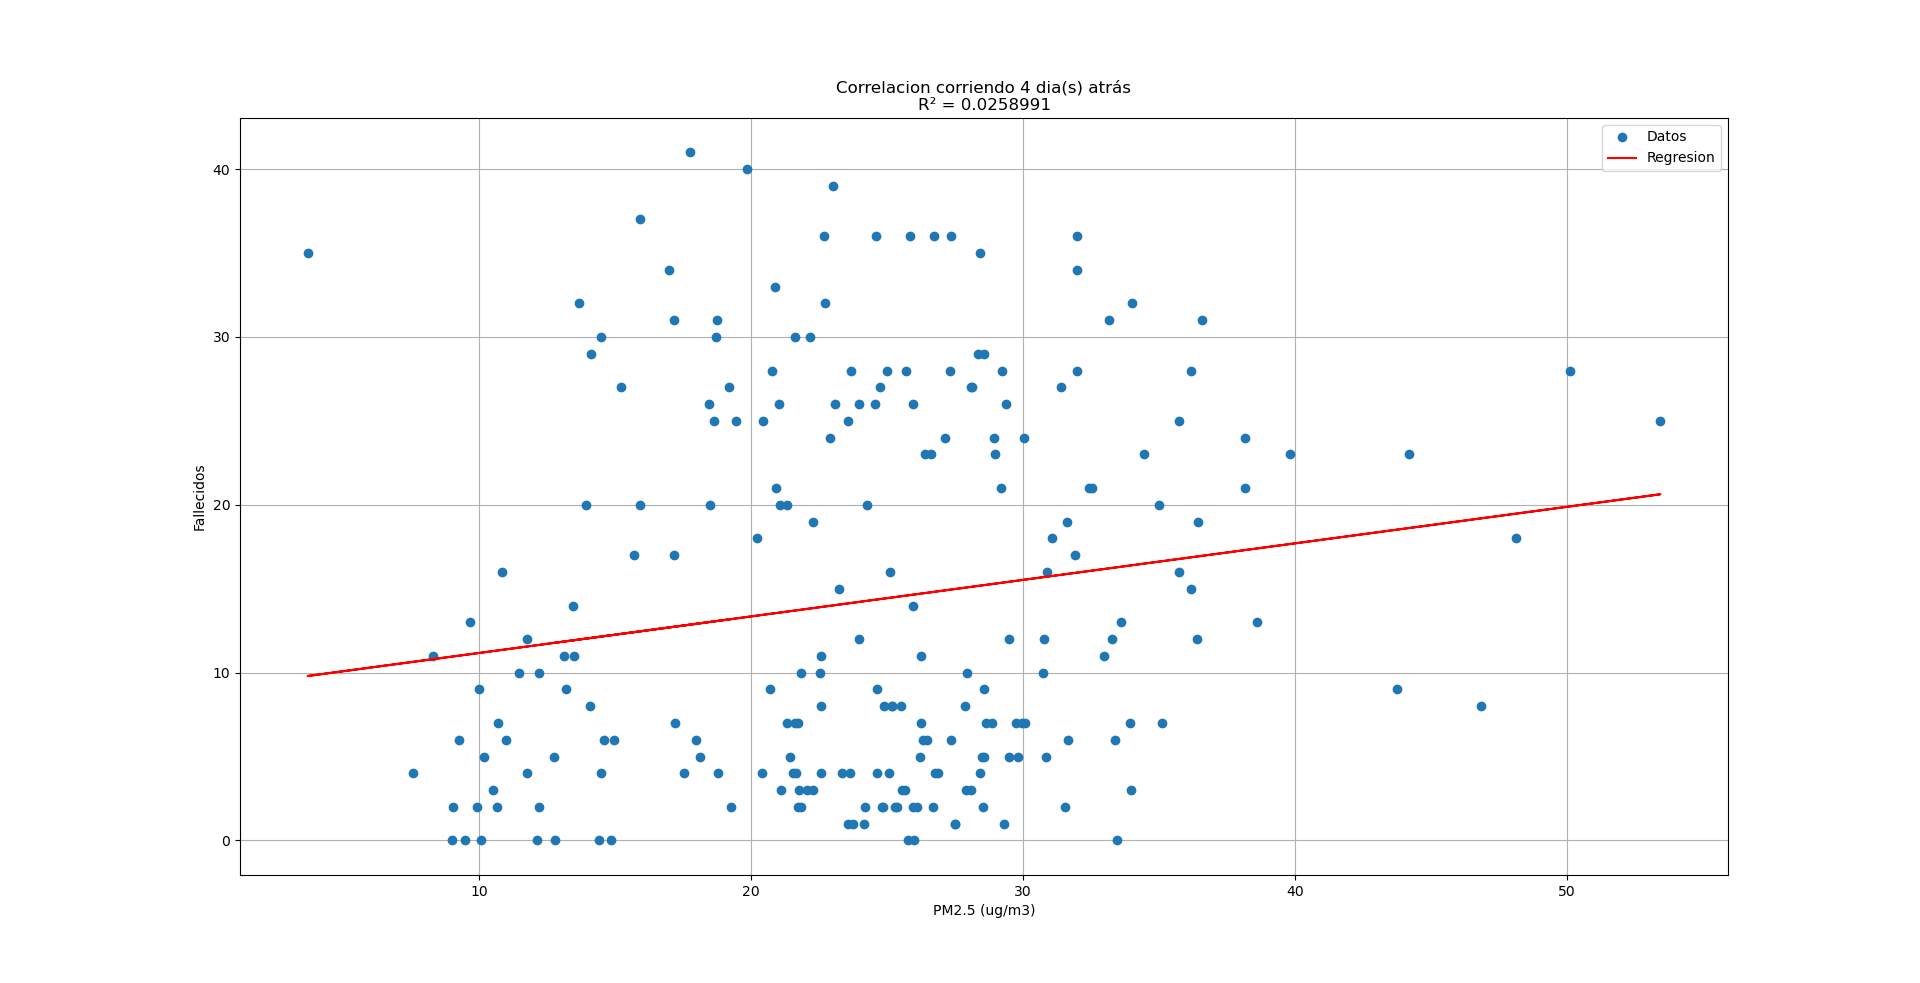 Correlacion corriendo 4 dia(s) atrás
R² = 0.0258991
Datos
Regresion
40
30
20
10
0
Fallecidos
10
20
30
40
50
PM2.5 (ug/m3)